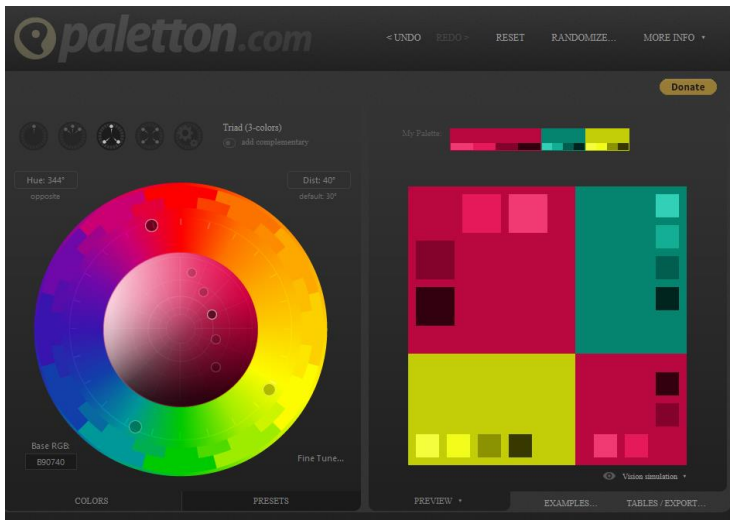 paletton.com
< UNDO REDO > RESET RANDOMIZE... MORE INFO
Donate
Triad (3-colors)
add complementary
My Palette:
Hue: 344°
opposite
Dist: 40°
default: 30°
Base RGB:
B90740
Fine Tune...
Vision simulation
COLORS PRESETS
PREVIEW EXAMPLES... TABLES / EXPORT...